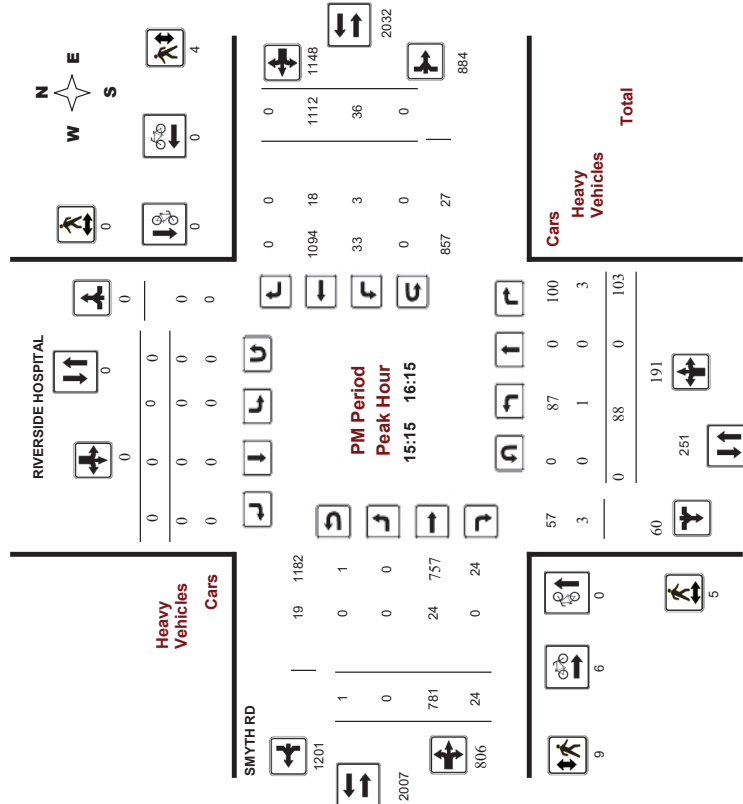 N
W E
S
4
0 0
0
RIVERSIDE HOSPITAL
0
0
0
0 0 0 0
0 0 0 0 0
0 0 0 0 0
Heavy
Vehicles
Cars
2032
1148
884
0 0 0
1094 18 1112
33 3 36
0 0 0
857 27
PM Period
Peak Hour
15:15 16:15
SMYTH RD
1201
2007
806
19 1182
1 0 1
0 0 0
781 24 757
24 0 24
Cars
Heavy
Vehicles
Total
57 0 87 0 100
3 0 1 0 3
0 88 0 103
60
251
191
9
6
0
5